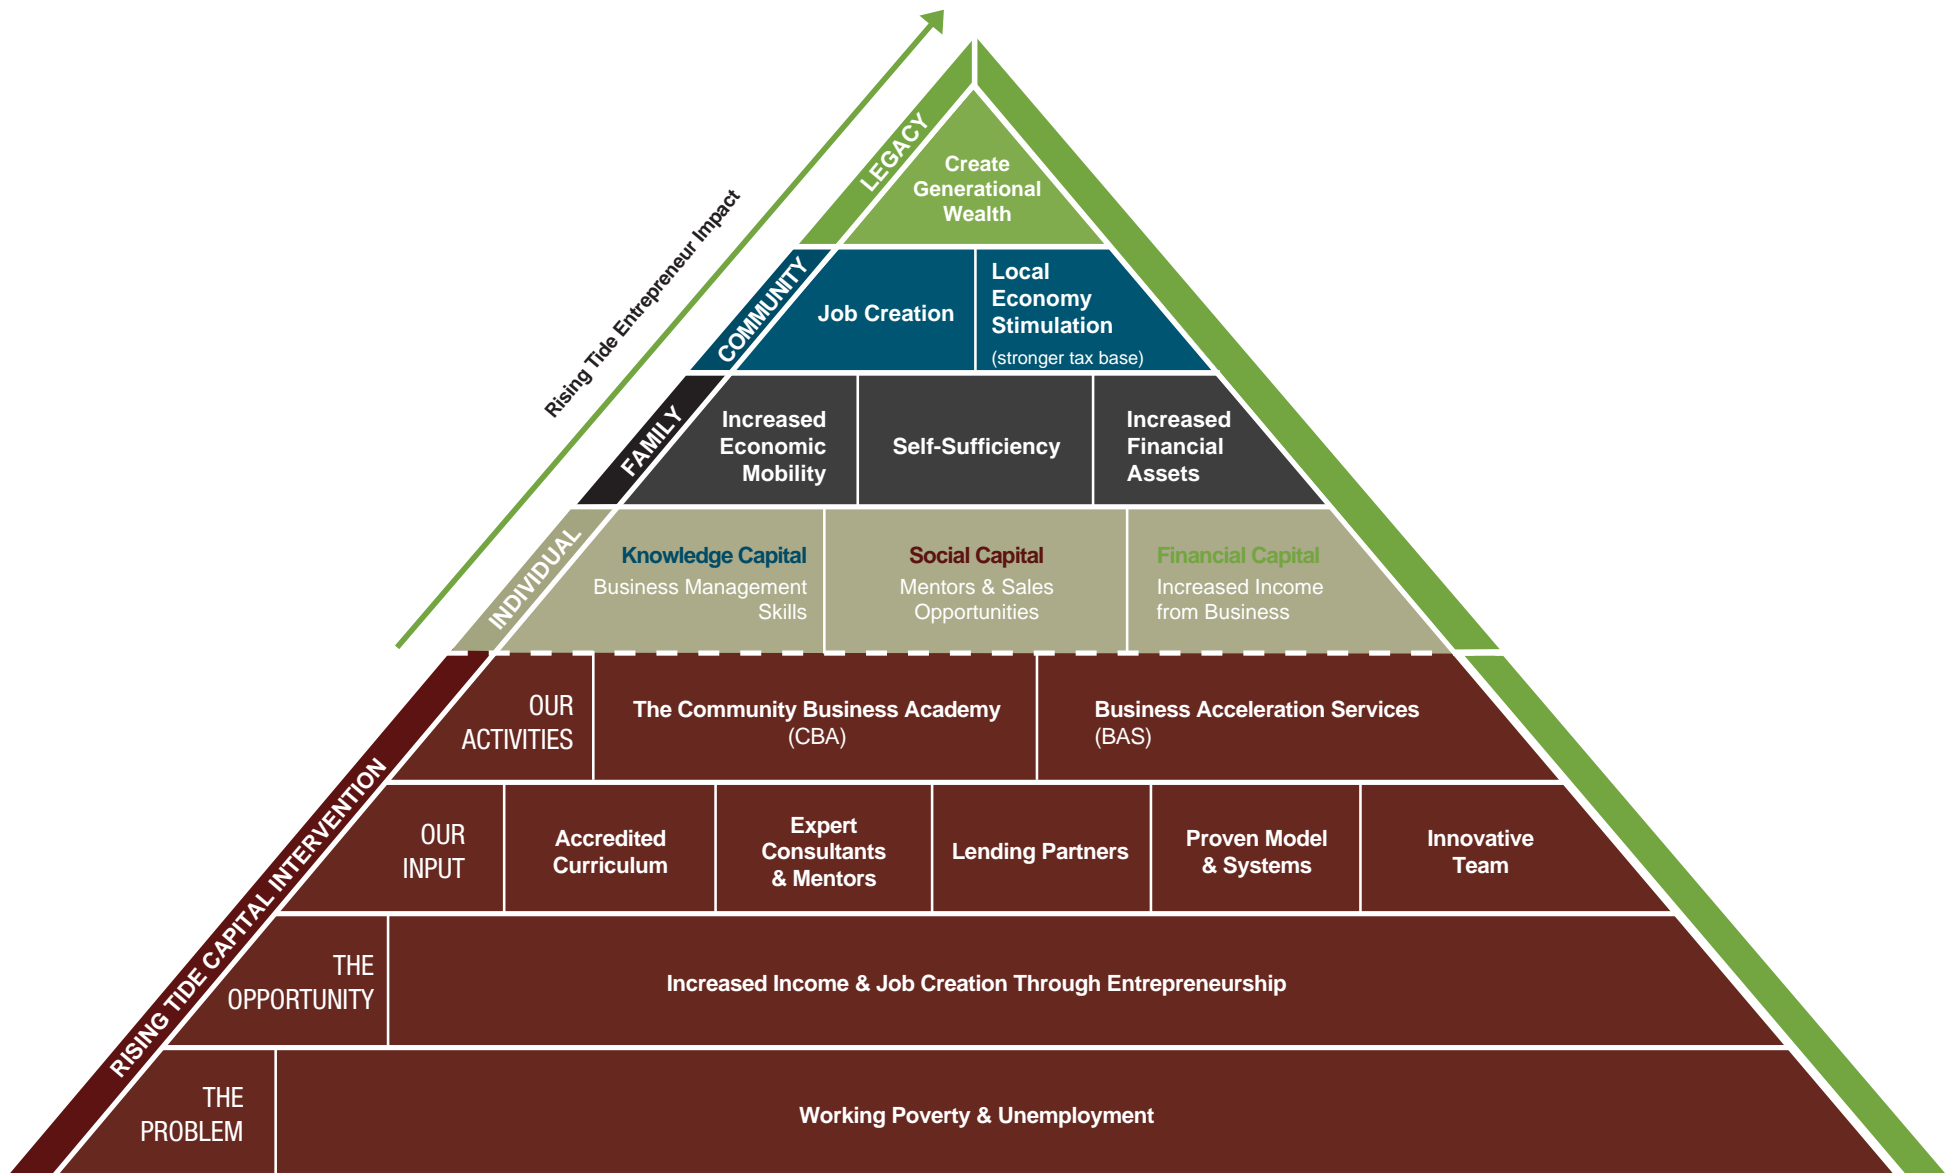 Rising Tide Entrepreneur Impact
LEGACY
Create
Generational
Wealth
COMMUNITY
Job Creation
Local
Economy
Stimulation
(stronger tax base)
FAMILY
Increased
Economic
Mobility
Self-Sufficiency
Increased
Financial
Assets
INDIVIDUAL
Knowledge Capital
Business Management
Skills
Social Capital
Mentors & Sales
Opportunities
Financial Capital
Increased Income
from Business
RISING TIDE CAPITAL INTERVENTION
OUR
ACTIVITIES
The Community Business Academy
(CBA)
Business Acceleration Services
(BAS)
OUR
INPUT
Accredited
Curriculum
Expert
Consultants
& Mentors
Lending Partners
Proven Model
& Systems
Innovative
Team
THE
OPPORTUNITY
Increased Income & Job Creation Through Entrepreneurship
THE
PROBLEM
Working Poverty & Unemployment